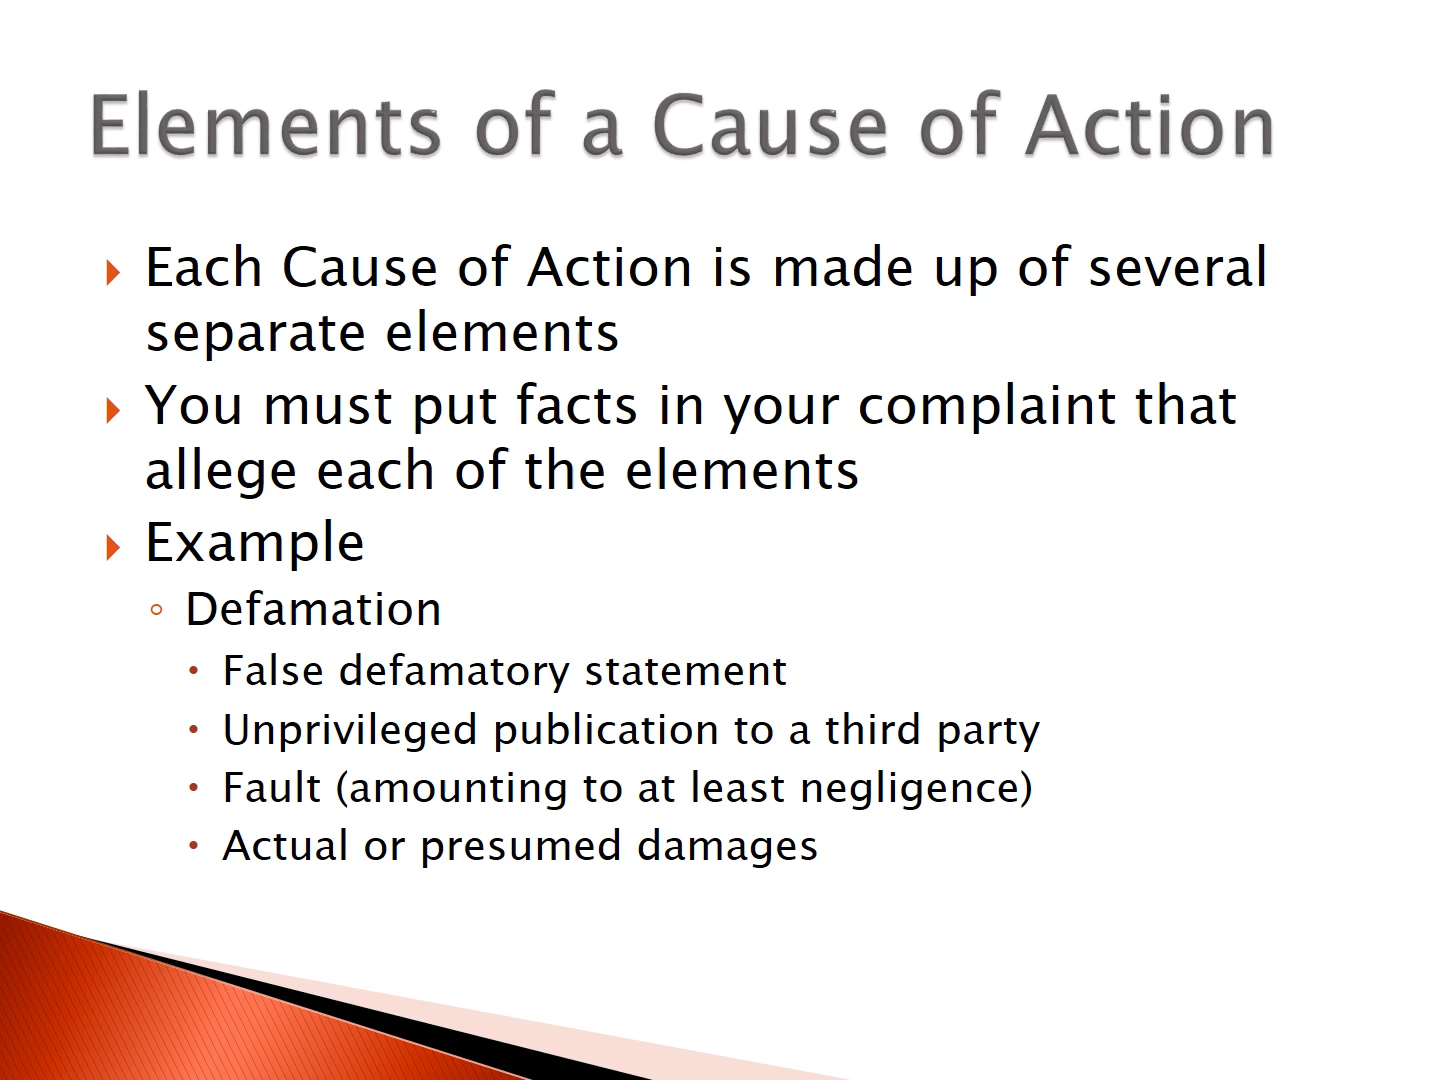 Elements of a Cause of Action
Each Cause of Action is made up of several
separate elements
You must put facts in your complaint that
allege each of the elements
Example
Defamation
False defamatory statement
Unprivileged publication to a third party
Fault (amounting to at least negligence)
Actual or presumed damages